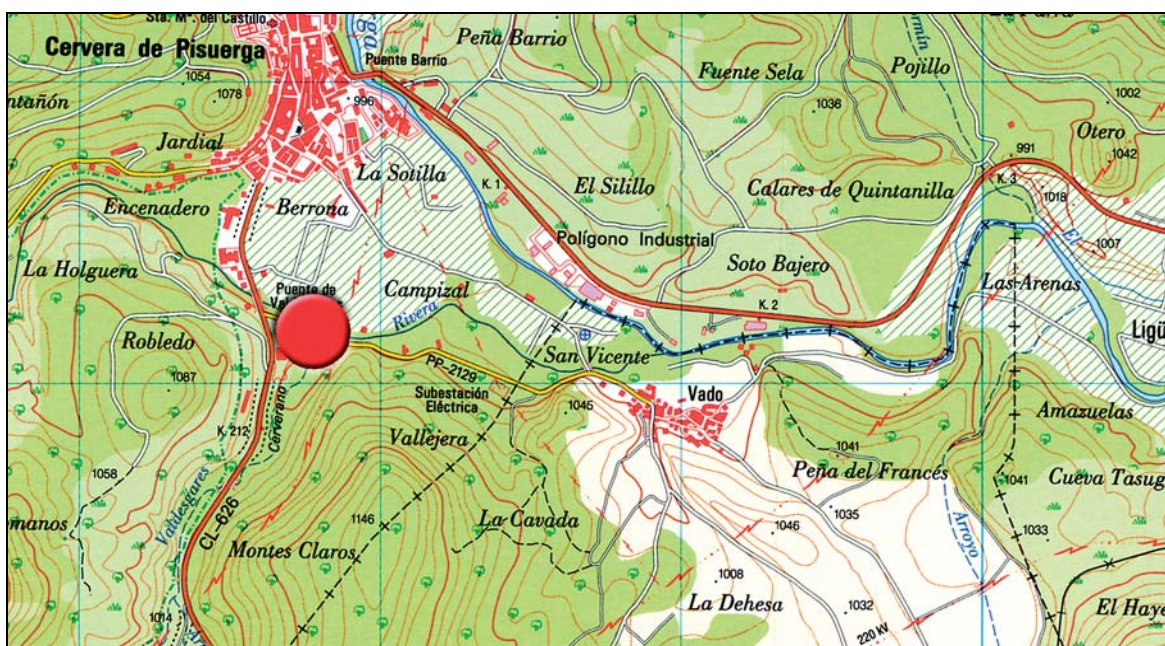 Sta. Mª. del Castillo
Cervera de Pisuerga
Peña Barrio
Puente Barrio
Fuente Sela
Pojillo
1054
1078
996
1036
1002
Otero
1042
991
Jardial
La Sotilla
K. 1
El Silillo
Calares de Quintanilla
K. 3
1018
Encenadero
Berrona
Polígono Industrial
El
1007
La Holguera
Puente de
Campizal
Soto Bajero
Las Arenas
Rivera
K. 2
Robledo
San Vicente
PP-2129
1087
Subestación
Eléctrica
Vado
1045
Amazuelas
K. 212
Cerverano
Vallejera
1041
Peña del Francés
Cueva Tasug
1058
1041
Valdesgares
CL-626
1146
La Cavada
1046
1035
Arroyo
1033
Montes Claros
1008
La Dehesa
1032
1014
220 kV
El Haye